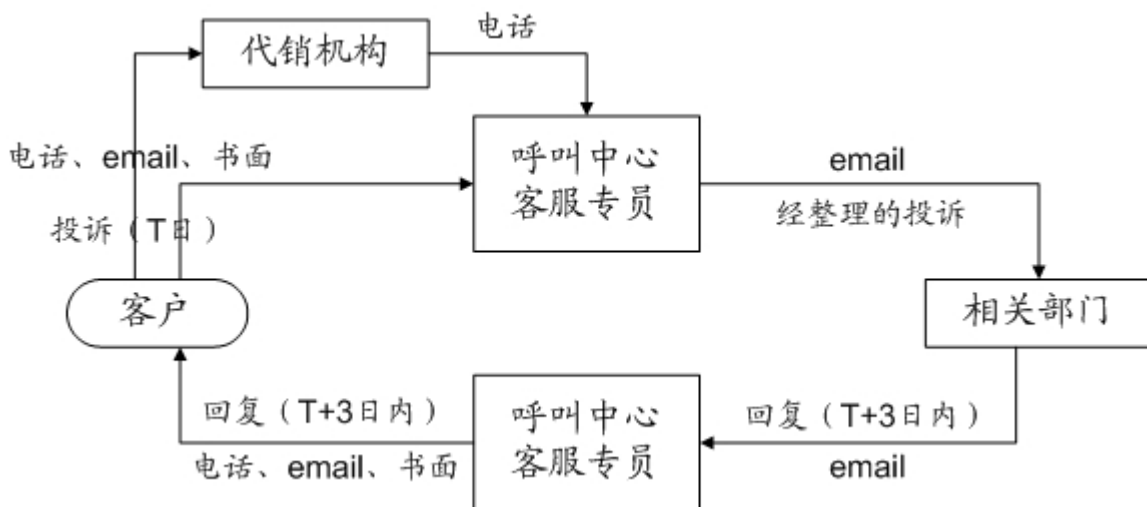 代销机构
电话
电话、email、书面
呼叫中心
客服专员
email
经整理的投诉
投诉（T日）
客户
相关部门
回复（T+3日内）
电话、email、书面
呼叫中心
客服专员
回复（T+3日内）
email